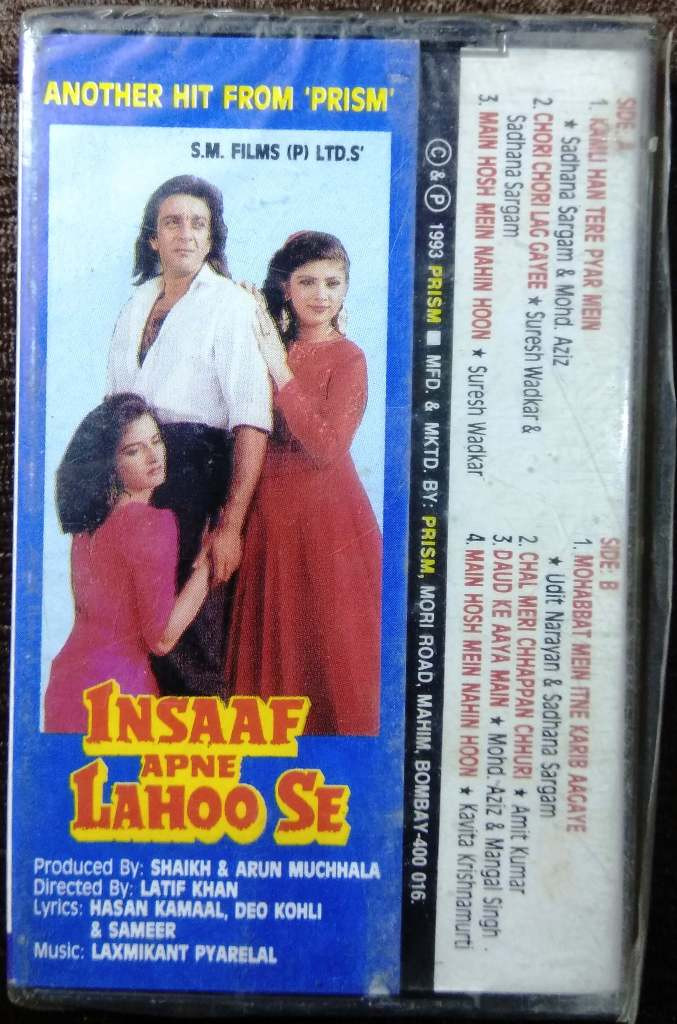 ANOTHER HIT FROM 'PRISM'
S.M. FILMS (P) LTD.S'
INSAAF
APNE
LAHOO SE
Produced By: SHAIKH & ARUN MUCHHALA
Directed By: LATIF KHAN
Lyrics: HASAN KAMAAL, DEO KOHLI
& SAMEER
Music: LAXMIKANT PYARELAL
© & ℗ 1993 PRISM ■ MFD. & MKTD. BY: PRISM, MORI ROAD, MAHIM, BOMBAY-400 016.
SIDE: A
1. KAMLI HAN TERE PYAR MEIN
★ Sadhana Sargam & Mohd. Aziz
2. CHORI CHORI LAG GAYEE ★ Suresh Wadkar &
Sadhana Sargam
3. MAIN HOSH MEIN NAHIN HOON ★ Suresh Wadkar
SIDE: B
1. MOHABBAT MEIN ITNE KARIB AAGAYE
★ Udit Narayan & Sadhana Sargam
2. CHAL MERI CHHAPPAN CHHURI ★ Amit Kumar
3. DAUD KE AAYA MAIN ★ Mohd. Aziz & Mangal Singh
4. MAIN HOSH MEIN NAHIN HOON ★ Kavita Krishnamurti